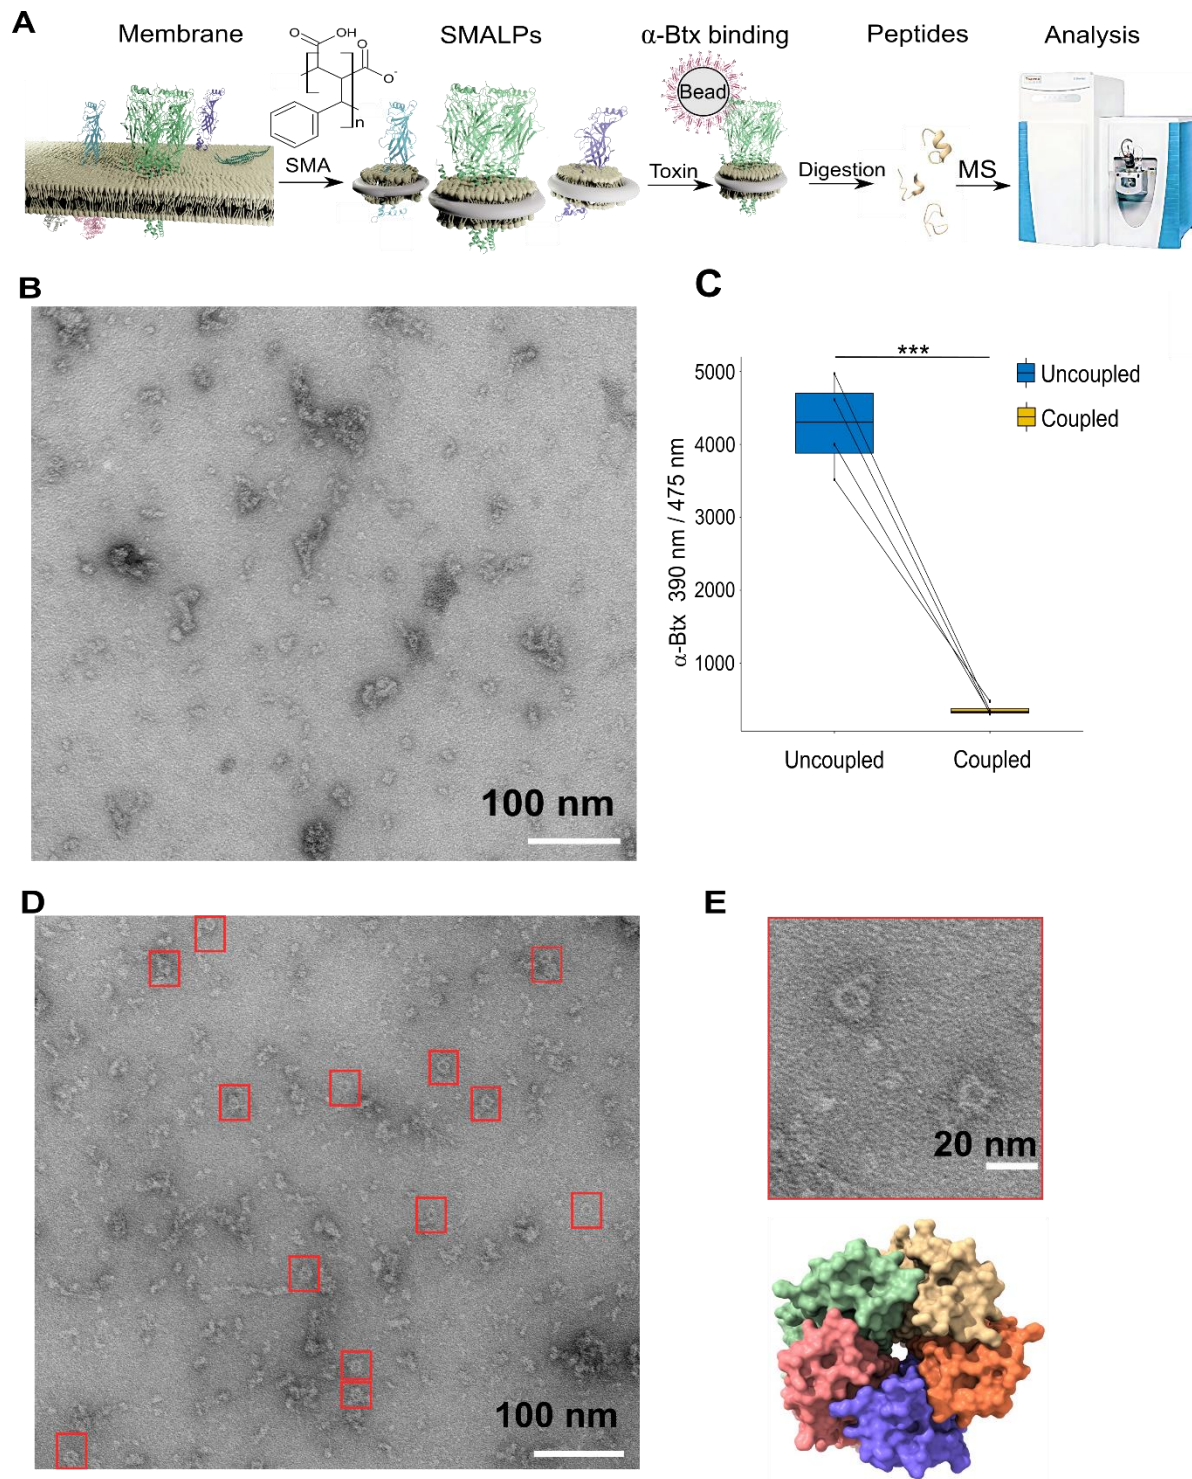 A
Membrane
SMALPs
α-Btx binding
Peptides
Analysis
O
OH
O
O-
n
SMA
Bead
Toxin
Digestion
MS
B
100 nm
C
***
5000
4000
3000
2000
1000
α-Btx 390 nm / 475 nm
Uncoupled
Coupled
Uncoupled
Coupled
D
100 nm
E
20 nm